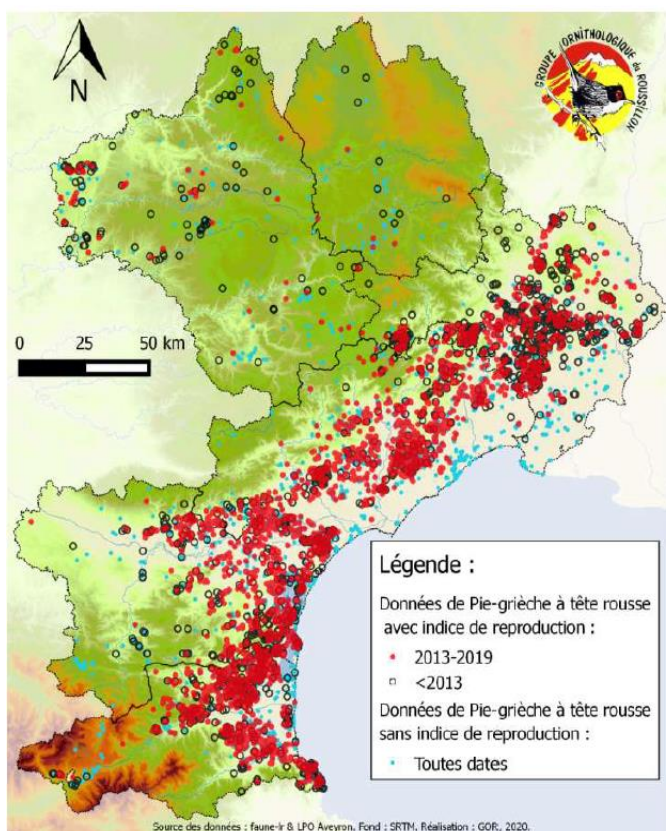 GROUPE ORNITHOLOGIQUE du ROUSSILLON
N
0 25 50 km
Légende :
Données de Pie-grièche à tête rousse
avec indice de reproduction :
2013-2019
<2013
Données de Pie-grièche à tête rousse
sans indice de reproduction :
Toutes dates
Source des données : faune-lr & LPO Aveyron. Fond : SRTM. Réalisation : GOR, 2020.